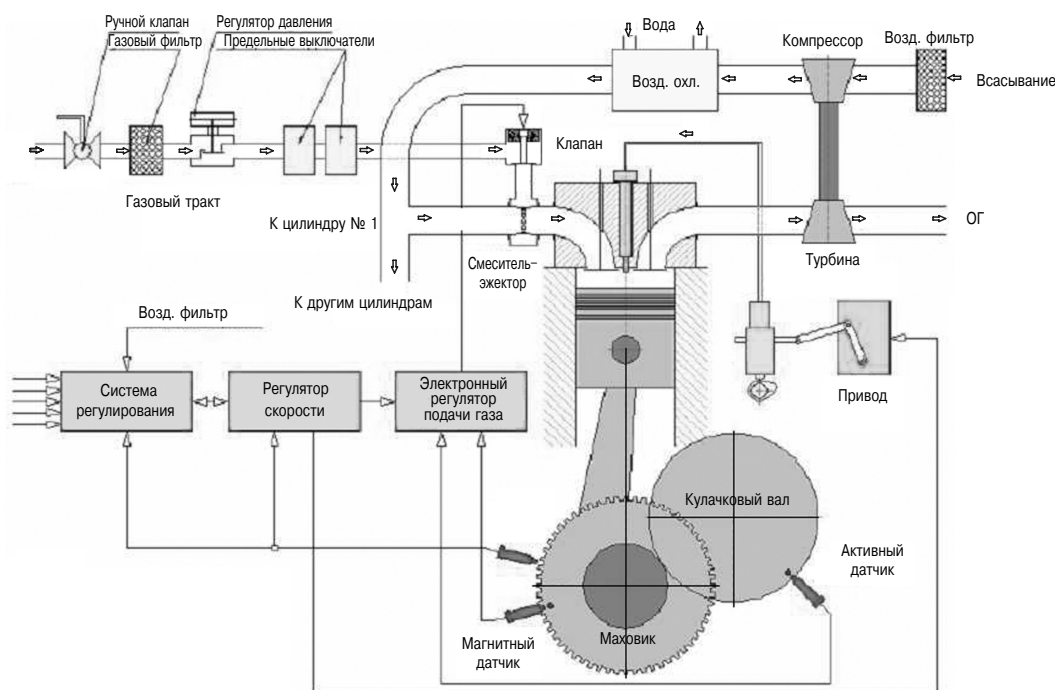 Ручной клапан
Газовый фильтр
Регулятор давления
Предельные выключатели
Вода
Компрессор
Возд. фильтр
Возд. охл.
Всасывание
Клапан
Газовый тракт
К цилиндру № 1
ОГ
Смеситель–
эжектор
Турбина
К другим цилиндрам
Возд. фильтр
Система
регулирования
Регулятор
скорости
Электронный
регулятор
подачи газа
Привод
Кулачковый вал
Активный
датчик
Магнитный
датчик
Маховик